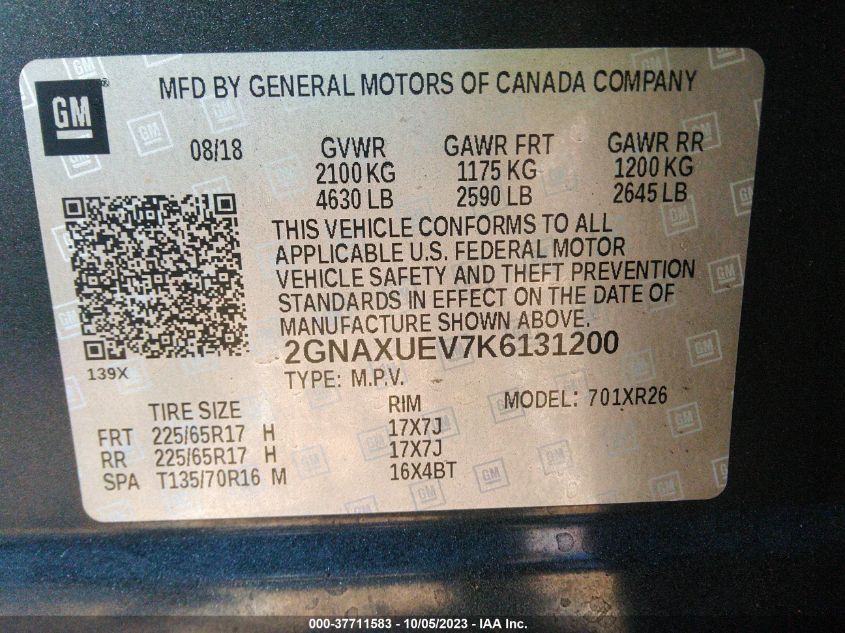 MFD BY GENERAL MOTORS OF CANADA COMPANY
GM
®
08/18 GVWR GAWR FRT GAWR RR
2100 KG 1175 KG 1200 KG
4630 LB 2590 LB 2645 LB
THIS VEHICLE CONFORMS TO ALL
APPLICABLE U.S. FEDERAL MOTOR
VEHICLE SAFETY AND THEFT PREVENTION
STANDARDS IN EFFECT ON THE DATE OF
MANUFACTURE SHOWN ABOVE.
2GNAXUEV7K6131200
139X
TYPE: M.P.V.
TIRE SIZE RIM MODEL: 701XR26
FRT 225/65R17 H 17X7J
RR 225/65R17 H 17X7J
SPA T135/70R16 M 16X4BT
000-37711583 - 10/05/2023 - IAA Inc.